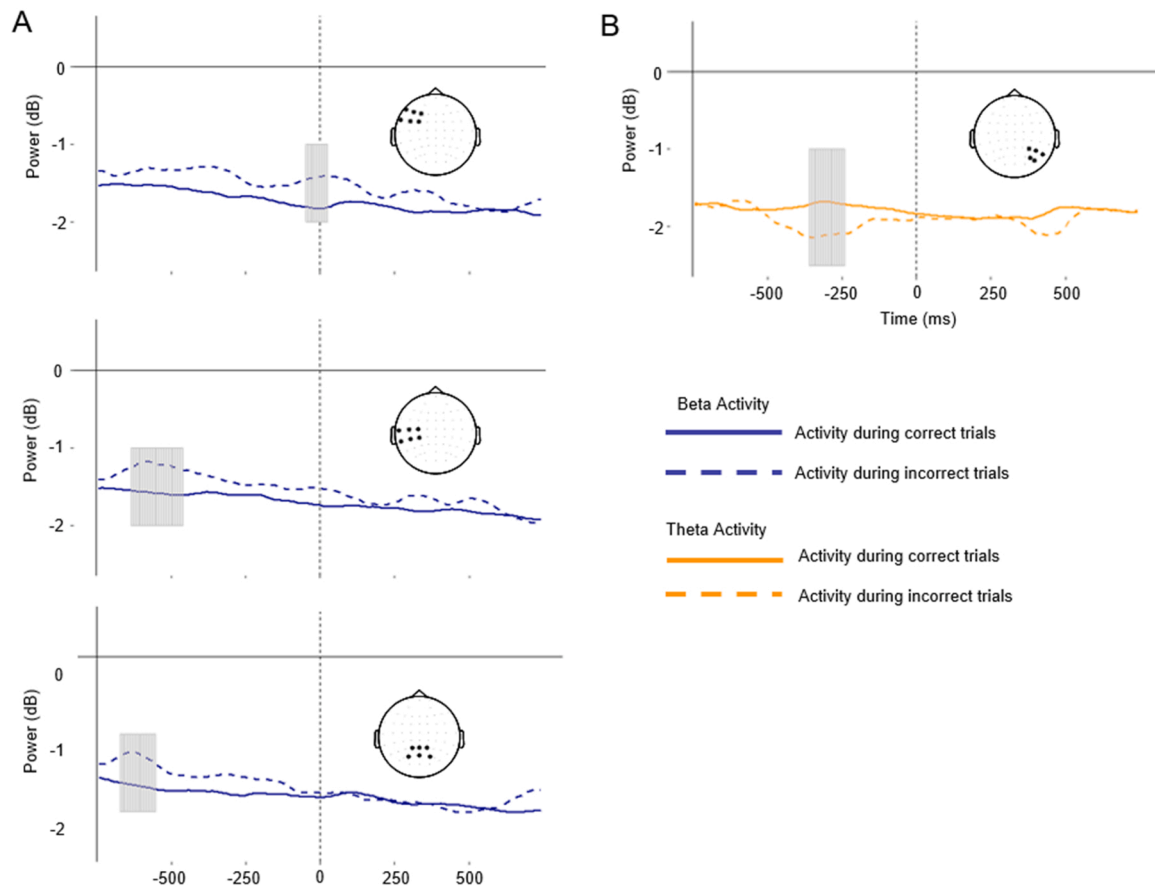 A
Power (dB)
0
-1
-2
Power (dB)
0
-1
-2
Power (dB)
0
-1
-2
-500 -250 0 250 500
B
Power (dB)
0
-1
-2
-500 -250 0 250 500
Time (ms)
Beta Activity
Activity during correct trials
Activity during incorrect trials
Theta Activity
Activity during correct trials
Activity during incorrect trials